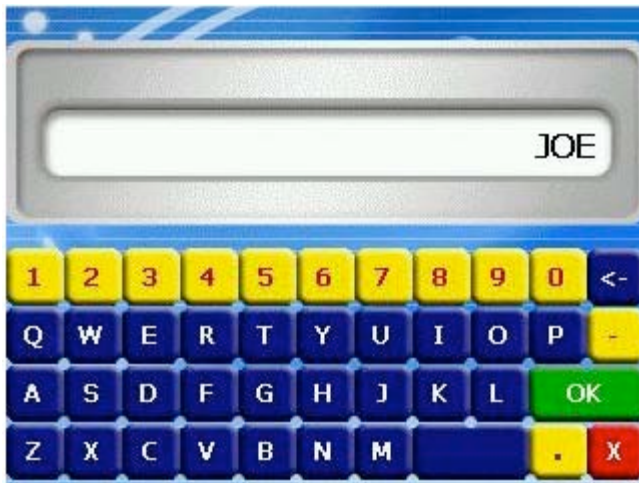 JOE
1 2 3 4 5 6 7 8 9 0 <-
Q W E R T Y U I O P -
A S D F G H J K L OK
Z X C V B N M . X